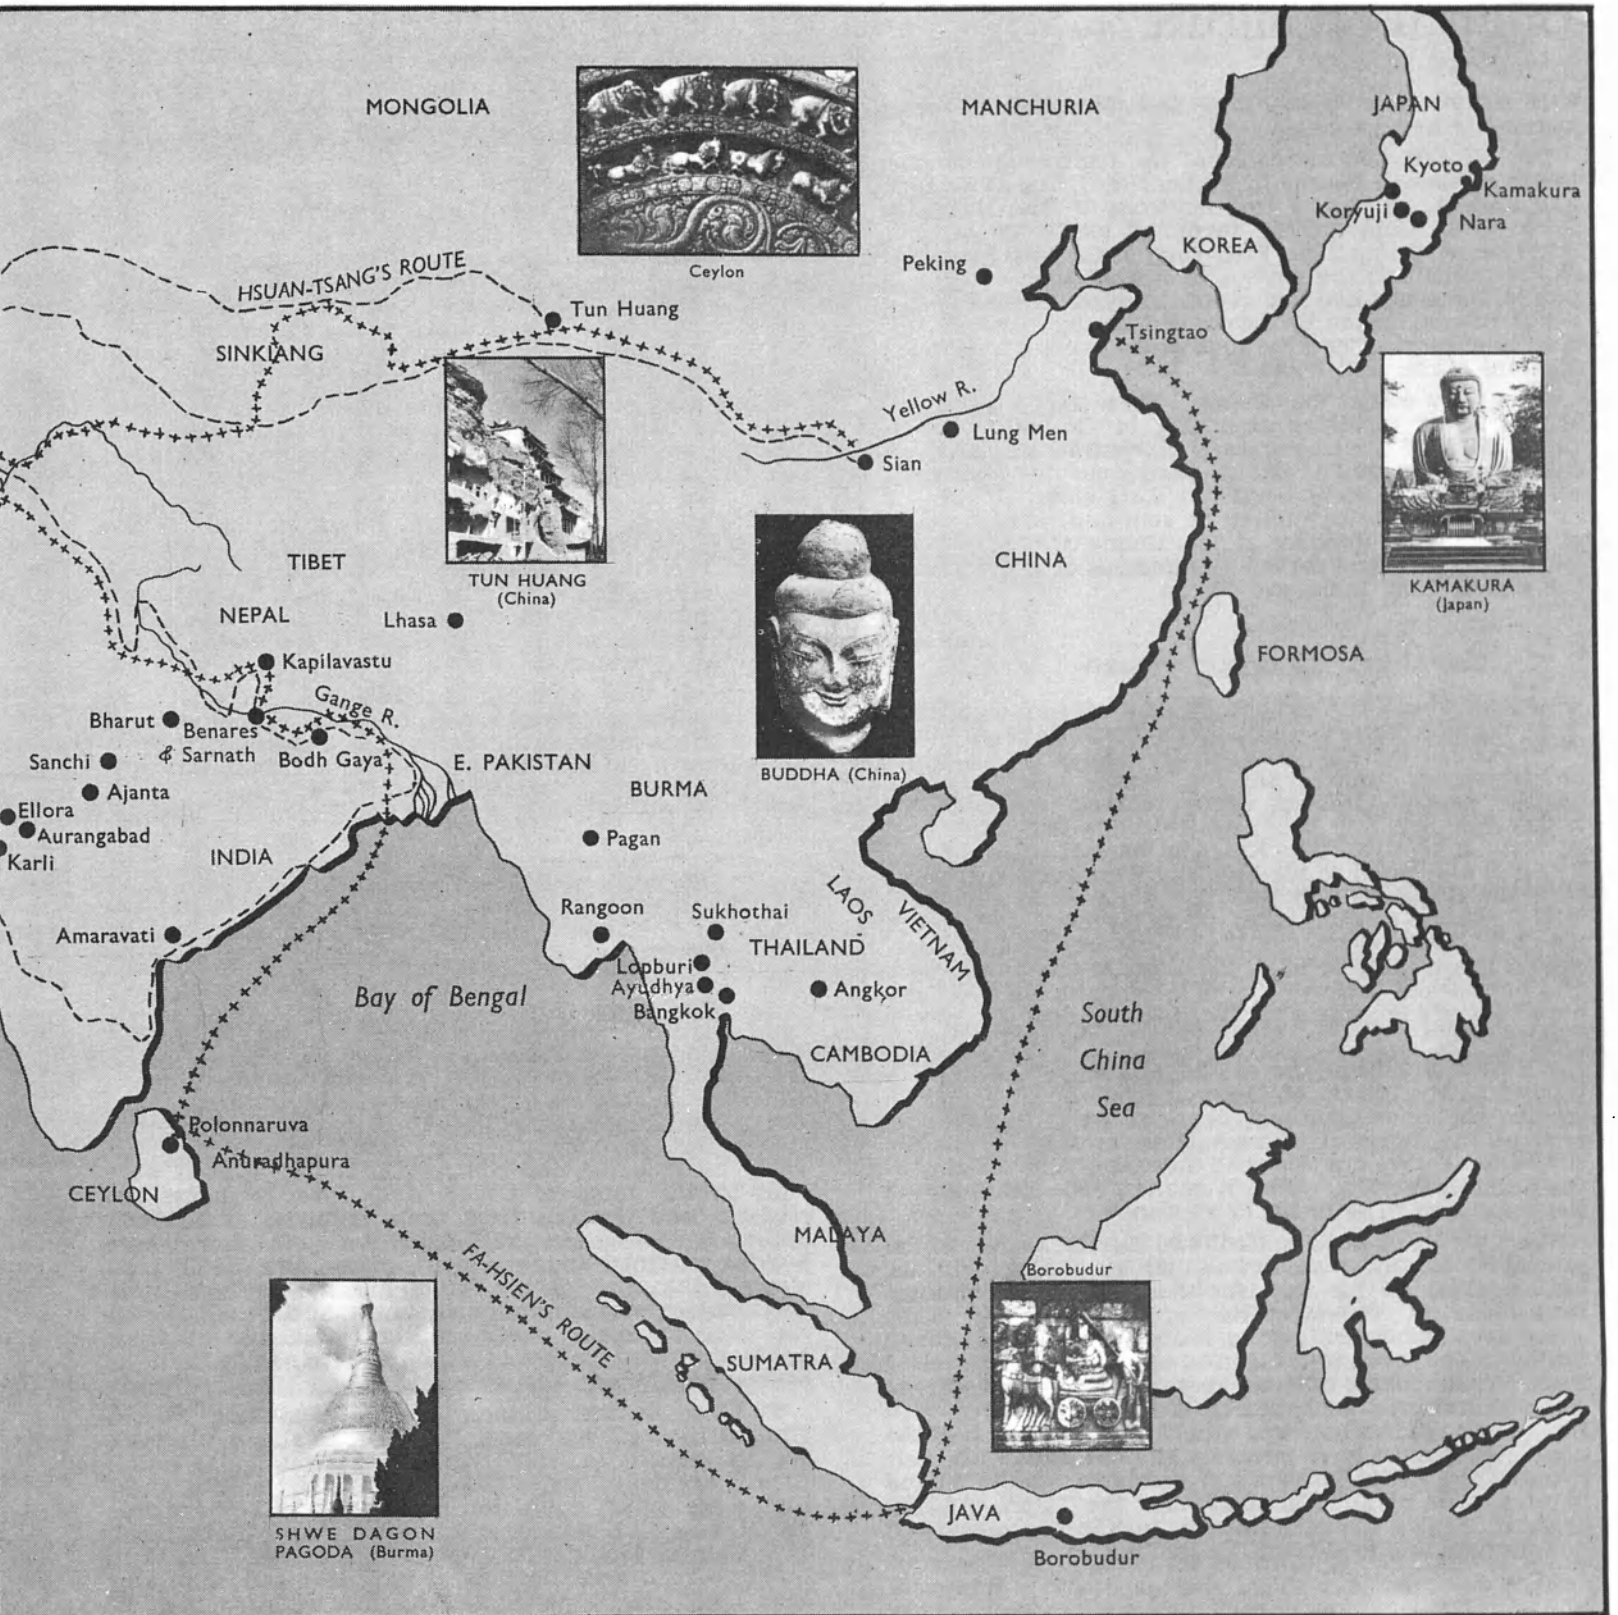 MONGOLIA
MANCHURIA
JAPAN
Kyoto
Kamakura
Koryuji
Nara
KOREA
Ceylon
Peking
HSUAN-TSANG'S ROUTE
Tun Huang
Tsingtao
SINKIANG
Yellow R.
Lung Men
Sian
TIBET
TUN HUANG
(China)
CHINA
KAMAKURA
(Japan)
NEPAL
Lhasa
Kapilavastu
FORMOSA
Gange R.
Bharut
Benares
& Sarnath
Bodh Gaya
Sanchi
E. PAKISTAN
BUDDHA (China)
Ajanta
BURMA
Ellora
Aurangabad
Pagan
Karli
INDIA
LAOS
VIETNAM
Rangoon
Sukhothai
Amaravati
THAILAND
Lopburi
Ayudhya
Angkor
Bay of Bengal
Bangkok
South
China
Sea
CAMBODIA
Polonnaruva
Anuradhapura
CEYLON
MALAYA
FA-HSIEN'S ROUTE
Borobudur
SUMATRA
JAVA
SHWE DAGON
PAGODA (Burma)
Borobudur